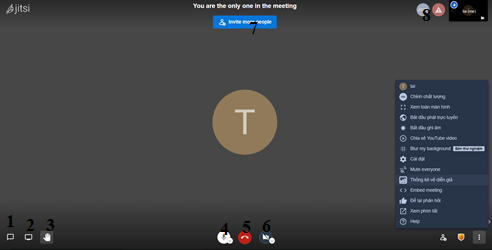 jitsi
You are the only one in the meeting
Invite more people
7
8
tai (me)
T
T
tai
Chỉnh chất lượng
Xem toàn màn hình
Bắt đầu phát trực tuyến
Bắt đầu ghi âm
Chia sẻ YouTube video
Blur my background
Cài đặt
Mute everyone
Thống kê về diễn giả
Embed meeting
Để lại phản hồi
Xem phím tắt
Help
1
2
3
4
5
6